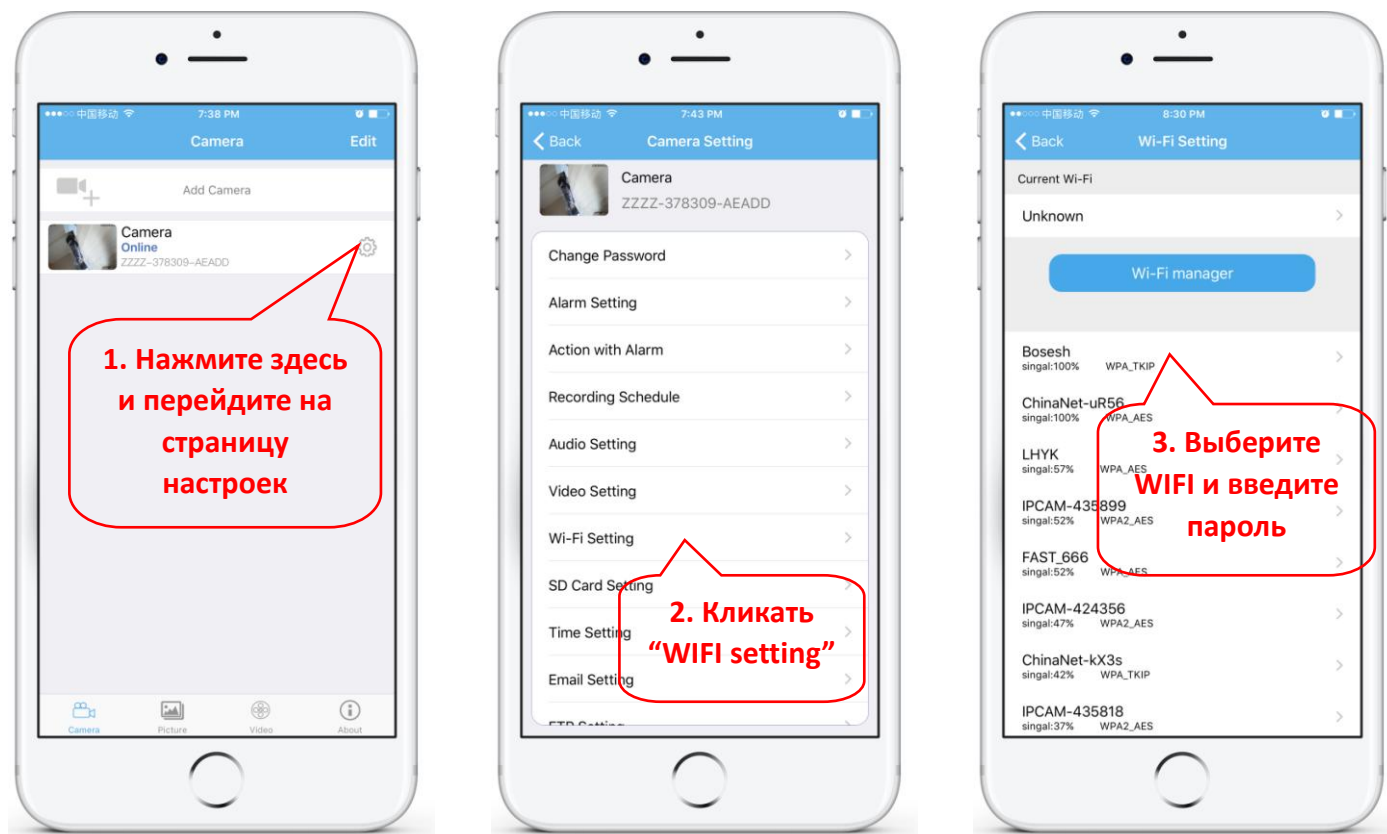 中国移动 7:38 PM
Camera Edit
Add Camera
Camera
Online
ZZZZ-378309-AEADD
1. Нажмите здесь
и перейдите на
страницу
настроек
Camera Picture Video About
中国移动 7:43 PM
Back Camera Setting
Camera
ZZZZ-378309-AEADD
Change Password
Alarm Setting
Action with Alarm
Recording Schedule
Audio Setting
Video Setting
Wi-Fi Setting
SD Card Setting
Time Setting
Email Setting
2. Кликать
“WIFI setting”
中国移动 8:30 PM
Back Wi-Fi Setting
Current Wi-Fi
Unknown
Wi-Fi manager
Bosesh
singal:100% WPA_TKIP
ChinaNet-uR56
singal:100% WPA_AES
LHYK
singal:57% WPA_AES
IPCAM-435899
singal:52% WPA2_AES
FAST_666
singal:52% WPA_AES
IPCAM-424356
singal:47% WPA2_AES
ChinaNet-kX3s
singal:42% WPA_TKIP
IPCAM-435818
singal:37% WPA2_AES
3. Выберите
WIFI и введите
пароль